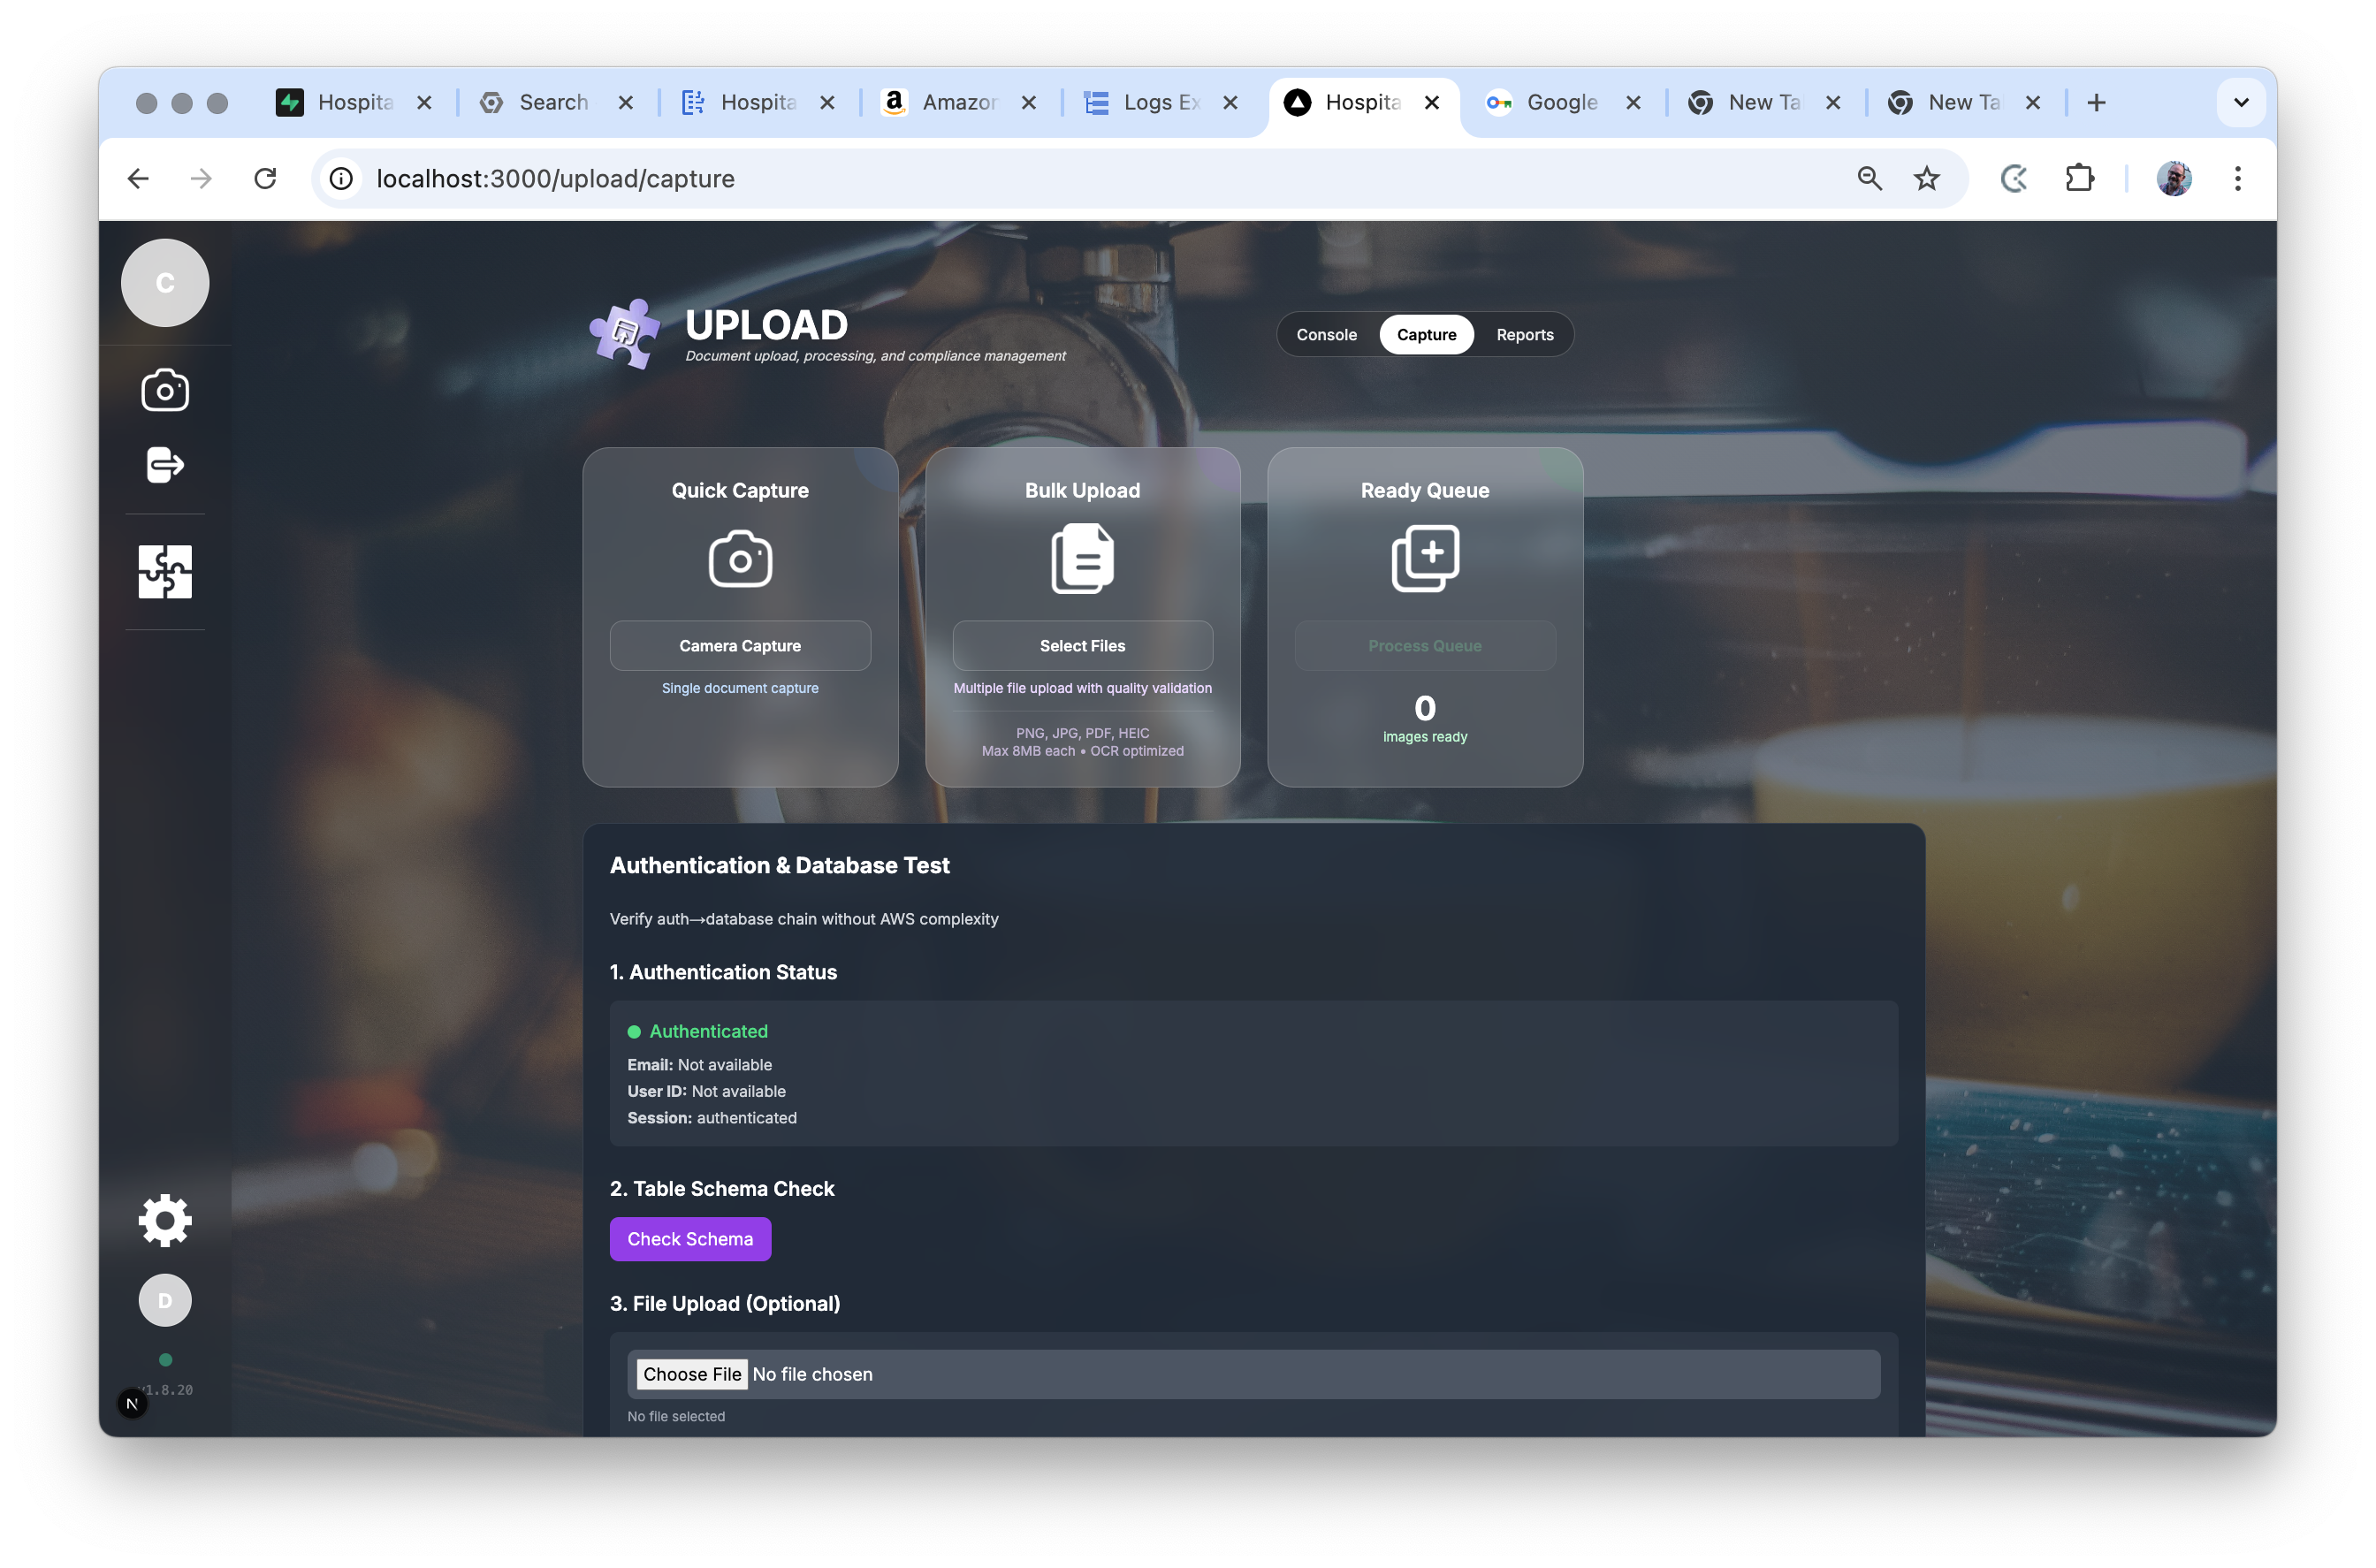 Hospita
Search
Hospita
Amazon
Logs Ex
Hospita
Google
New Ta
New Ta
localhost:3000/upload/capture
C
UPLOAD
Document upload, processing, and compliance management
Console
Capture
Reports
Quick Capture
Camera Capture
Single document capture
Bulk Upload
Select Files
Multiple file upload with quality validation
PNG, JPG, PDF, HEIC
Max 8MB each • OCR optimized
Ready Queue
Process Queue
0
images ready
Authentication & Database Test
Verify auth→database chain without AWS complexity
1. Authentication Status
Authenticated
Email: Not available
User ID: Not available
Session: authenticated
2. Table Schema Check
Check Schema
3. File Upload (Optional)
Choose File No file chosen
No file selected
D
v1.8.20
N